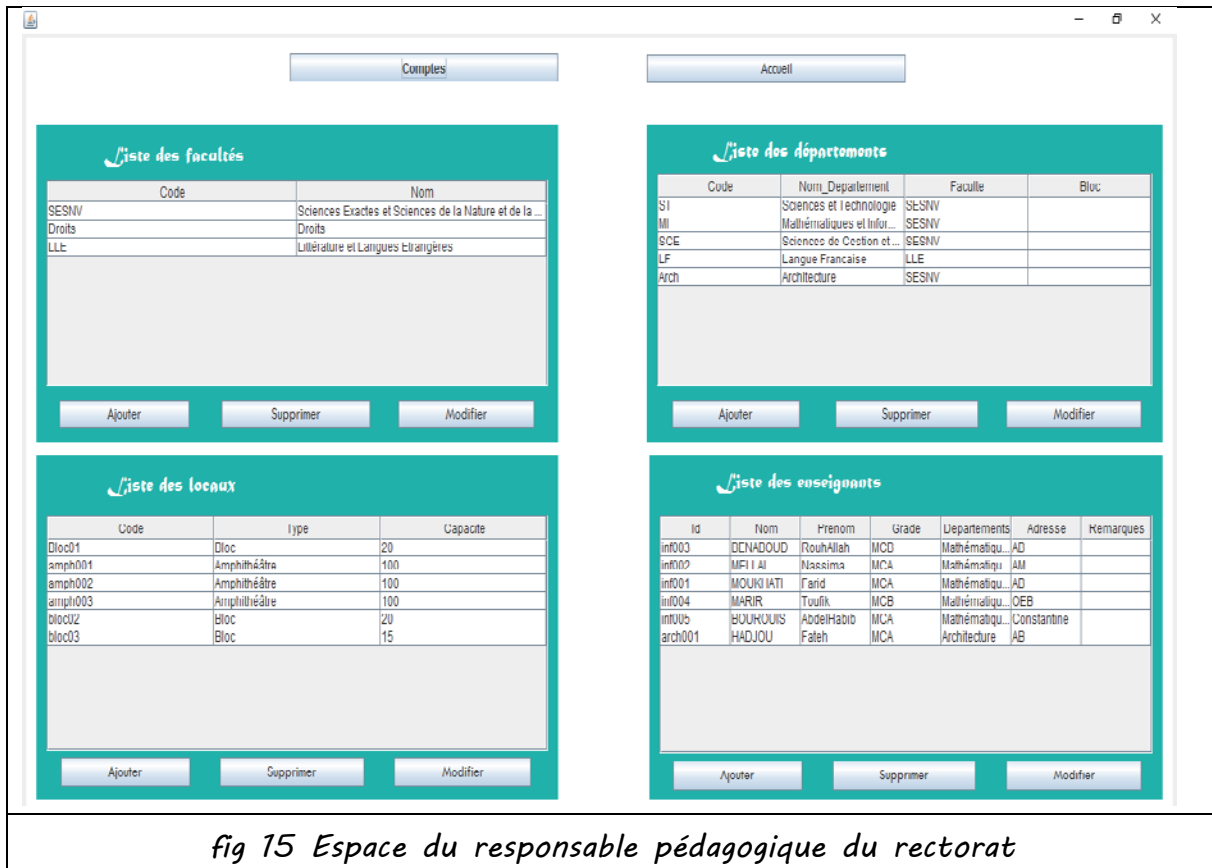 Comptes
Accueil
Liste des facultés
Code Nom
SESNV Sciences Exactes et Sciences de la Nature et de la ...
Droits Droits
LLE Littérature et Langues Etrangères
Ajouter Supprimer Modifier
Liste des départements
Code Nom_Departement Faculte Bloc
ST Sciences et Technologie SESNV
MI Mathématiques et Infor... SESNV
SCE Sciences de Gestion et ... SESNV
LF Langue Francaise LLE
Arch Architecture SESNV
Ajouter Supprimer Modifier
Liste des locaux
Code Type Capacite
Bloc01 Bloc 20
amph001 Amphithéâtre 100
amph002 Amphithéâtre 100
amph003 Amphithéâtre 100
bloc02 Bloc 20
bloc03 Bloc 15
Ajouter Supprimer Modifier
Liste des enseignants
Id Nom Prenom Grade Departements Adresse Remarques
inf003 BENADOUD RouhAllah MCB Mathématiqu... AD
inf002 MELLAL Nassima MCA Mathématiqu... AM
inf001 MOUKHATI Farid MCA Mathématiqu... AD
inf004 MARIR Toufik MCB Mathématiqu... OEB
inf005 BOUROUIS AbdelHabib MCA Mathématiqu... Constantine
arch001 HADJOU Fateh MCA Architecture AB
Ajouter Supprimer Modifier
fig 15 Espace du responsable pédagogique du rectorat